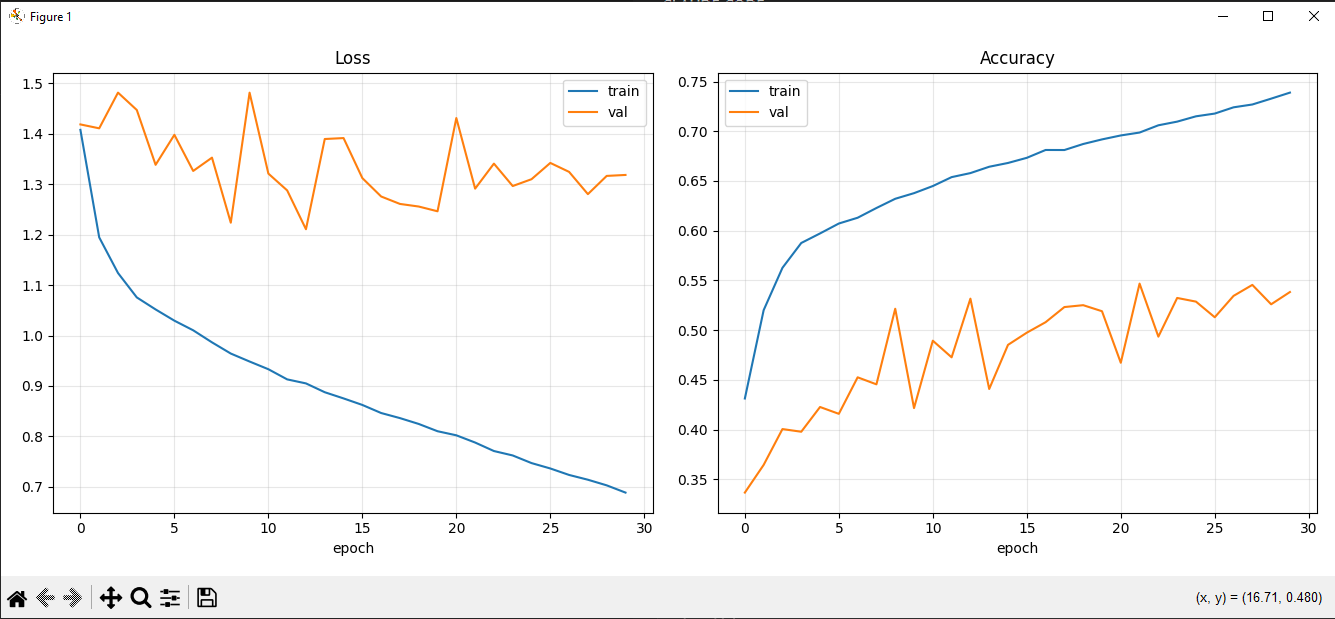 Figure 1
Loss
train
val
1.5
1.4
1.3
1.2
1.1
1.0
0.9
0.8
0.7
0 5 10 15 20 25 30
epoch
Accuracy
train
val
0.75
0.70
0.65
0.60
0.55
0.50
0.45
0.40
0.35
0 5 10 15 20 25 30
epoch
(x, y) = (16.71, 0.480)